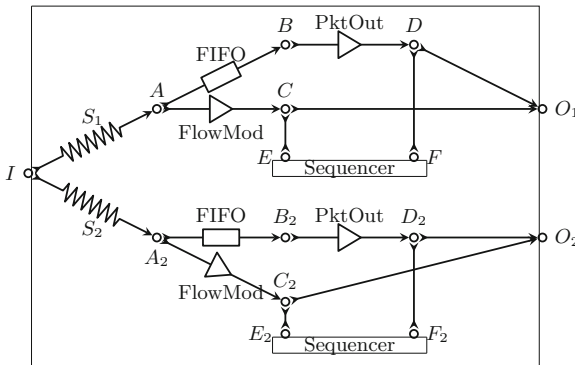 B PktOut D
FIFO
A C
S1
FlowMod
O1
E Sequencer F
I
S2
FIFO B2 PktOut D2
A2
O2
FlowMod C2
E2 Sequencer F2